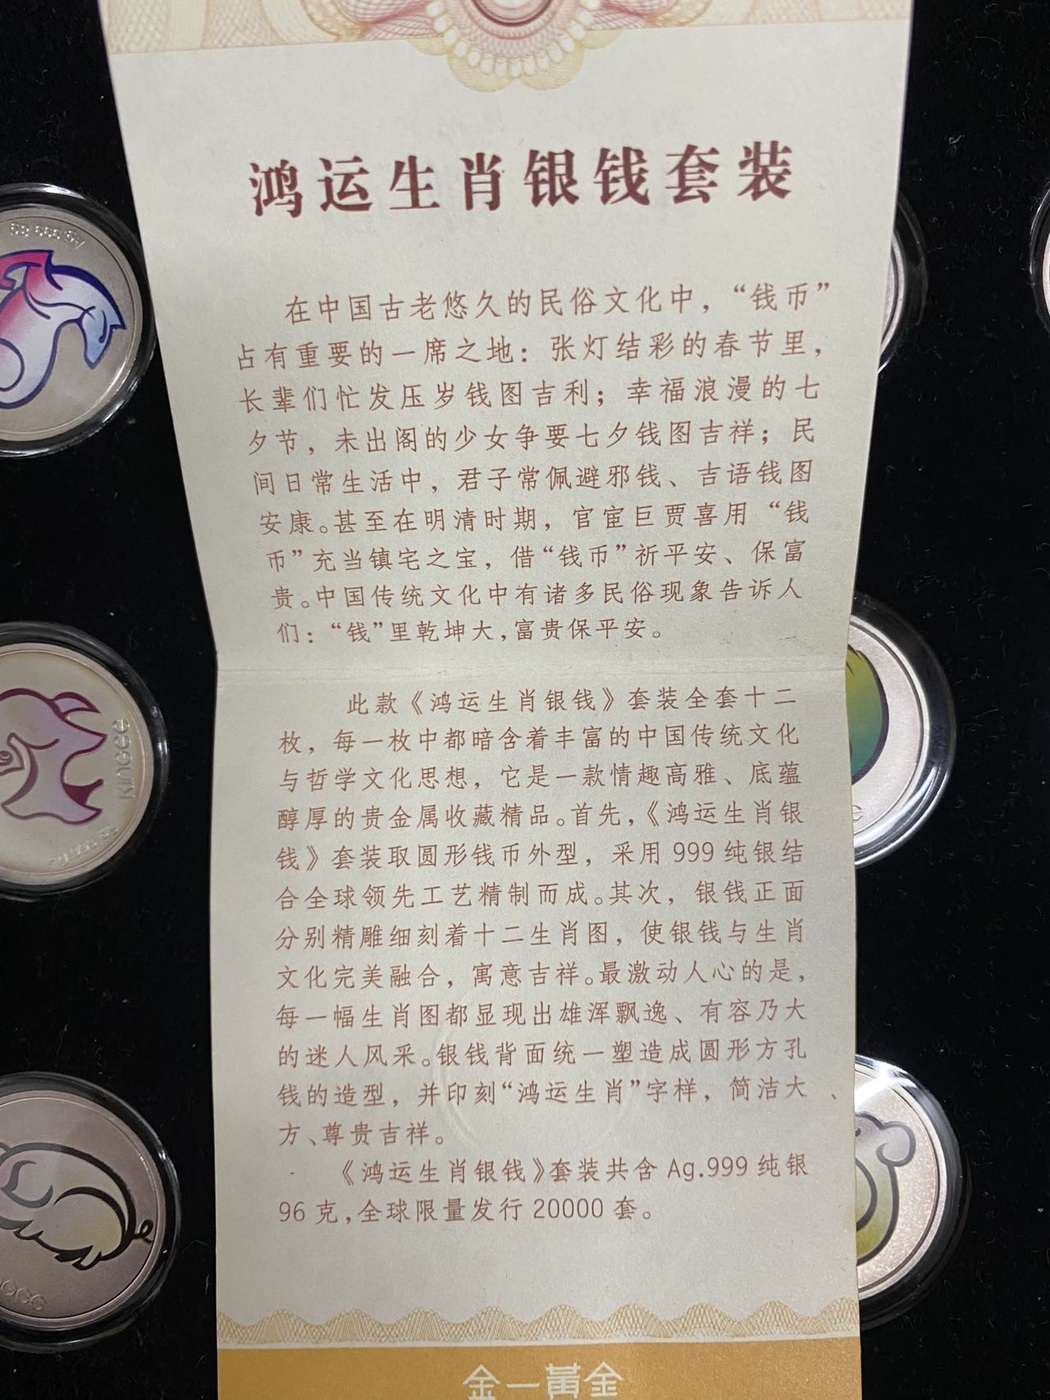 鸿运生肖银钱套装
在中国古老悠久的民俗文化中，“钱币”
占有重要的一席之地：张灯结彩的春节里，
长辈们忙发压岁钱图吉利；幸福浪漫的七
夕节，未出阁的少女争要七夕钱图吉祥；民
间日常生活中，君子常佩避邪钱、吉语钱图
安康。甚至在明清时期，官宦巨贾喜用“钱
币”充当镇宅之宝，借“钱币”祈平安、保富
贵。中国传统文化中有诸多民俗现象告诉人
们：“钱”里乾坤大，富贵保平安。
此款《鸿运生肖银钱》套装全套十二
枚，每一枚中都暗含着丰富的中国传统文化
与哲学文化思想，它是一款情趣高雅、底蕴
醇厚的贵金属收藏精品。首先，《鸿运生肖银
钱》套装取圆形钱币外型，采用 999 纯银结
合全球领先工艺精制而成。其次，银钱正面
分别精雕细刻着十二生肖图，使银钱与生肖
文化完美融合，寓意吉祥。最激动人心的是，
每一幅生肖图都显现出雄浑飘逸、有容乃大
的迷人风采。银钱背面统一塑造成圆形方孔
钱的造型，并印刻“鸿运生肖”字样，简洁大
方、尊贵吉祥。
《鸿运生肖银钱》套装共含 Ag.999 纯银
96 克，全球限量发行 20000 套。
金一黄金
kineee